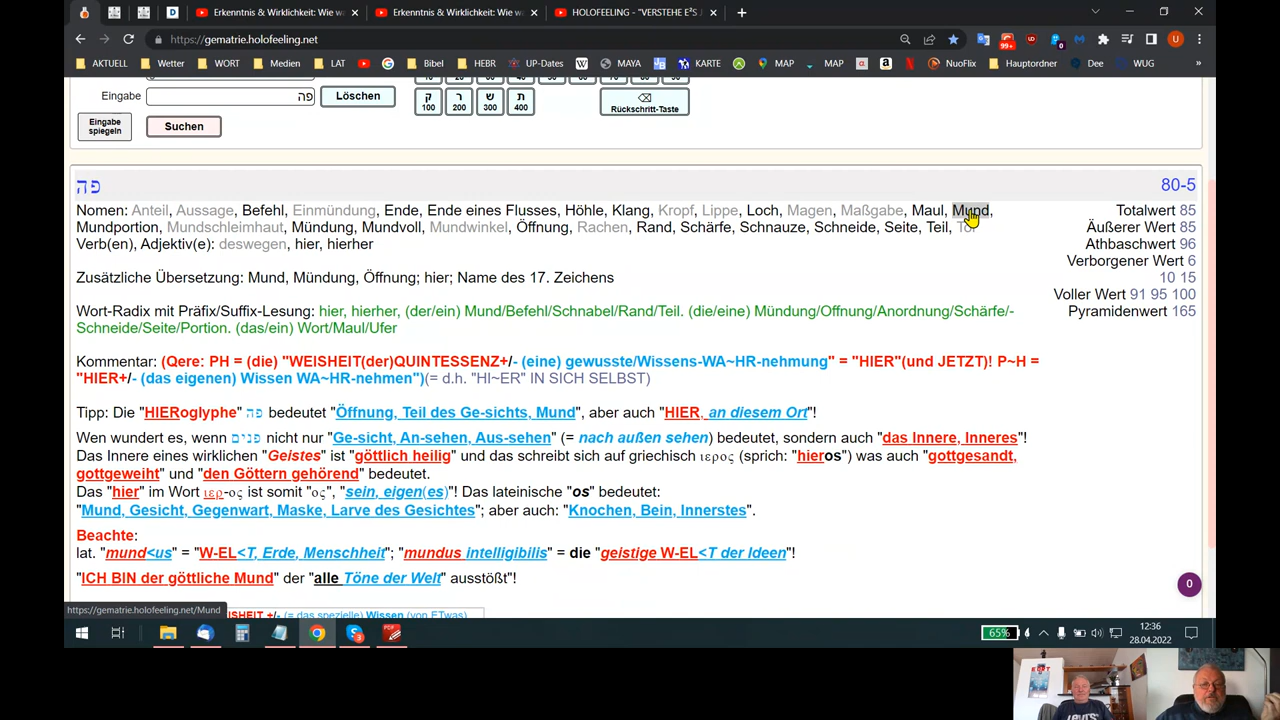 Erkenntnis & Wirklichkeit: Wie w
Erkenntnis & Wirklichkeit: Wie w
HOLOFEELING - "VERSTEHE E³S J
https://gematrie.holofeeling.net
AKTUELL Wetter WORT Medien LAT Bibel UP-Dates HEBR MAYA KARTE MAP MAP NuoFlix Hauptordner Dee WUG »
Eingabe פה Löschen
ק 100 ר 200 ש 300 ת 400 Rückschritt-Taste
Eingabe spiegeln Suchen
פה 80-5
Nomen: Anteil, Aussage, Befehl, Einmündung, Ende, Ende eines Flusses, Höhle, Klang, Kropf, Lippe, Loch, Magen, Maßgabe, Maul, Mund, Totalwert 85
Mundportion, Mundschleimhaut, Mündung, Mundvoll, Mundwinkel, Öffnung, Rachen, Rand, Schärfe, Schnauze, Schneide, Seite, Teil, Tor Äußerer Wert 85
Verb(en), Adjektiv(e): deswegen, hier, hierher Athbaschwert 96
Verborgener Wert 6
Zusätzliche Übersetzung: Mund, Mündung, Öffnung; hier; Name des 17. Zeichens 10 15
Voller Wert 91 95 100
Wort-Radix mit Präfix/Suffix-Lesung: hier, hierher, (der/ein) Mund/Befehl/Schnabel/Rand/Teil. (die/eine) Mündung/Öffnung/Anordnung/Schärfe/- Pyramidenwert 165
Schneide/Seite/Portion. (das/ein) Wort/Maul/Ufer
Kommentar: (Qere: PH = (die) "WEISHEIT(der)QUINTESSENZ+/- (eine) gewusste/Wissens-WA~HR-nehmung" = "HIER"(und JETZT)! P~H =
"HIER+/- (das eigenen) Wissen WA~HR-nehmen")(= d.h. "HI~ER" IN SICH SELBST)
Tipp: Die "HIERoglyphe" פה bedeutet "Öffnung, Teil des Ge-sichts, Mund", aber auch "HIER, an diesem Ort"!
Wen wundert es, wenn פנים nicht nur "Ge-sicht, An-sehen, Aus-sehen" (= nach außen sehen) bedeutet, sondern auch "das Innere, Inneres"!
Das Innere eines wirklichen "Geistes" ist "göttlich heilig" und das schreibt sich auf griechisch ιερος (sprich: "hieros") was auch "gottgesandt,
gottgeweiht" und "den Göttern gehörend" bedeutet.
Das "hier" im Wort ιερ-ος ist somit "ος", "sein, eigen(es)"! Das lateinische "os" bedeutet:
"Mund, Gesicht, Gegenwart, Maske, Larve des Gesichtes"; aber auch: "Knochen, Bein, Innerstes".
Beachte:
lat. "mund<us" = "W-EL<T, Erde, Menschheit"; "mundus intelligibilis" = die "geistige W-EL<T der Ideen"!
"ICH BIN der göttliche Mund" der "alle Töne der Welt" ausstößt"!
0
https://gematrie.holofeeling.net/Mund
65%
12:36
28.04.2022